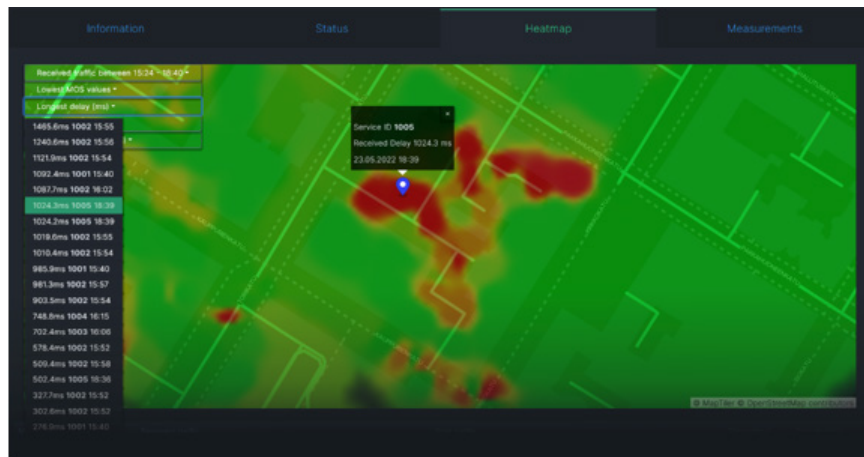 Information
Status
Heatmap
Measurements
Received traffic between 15:24 - 18:40
Lowest MOS values
Longest delay (ms)
1465.6ms 1002 15:55
1240.6ms 1002 15:56
1121.9ms 1002 15:54
1092.4ms 1001 15:40
1087.7ms 1002 16:02
1024.3ms 1005 18:39
1024.2ms 1005 18:39
1019.6ms 1002 15:55
1010.4ms 1002 15:54
985.9ms 1001 15:40
981.3ms 1002 15:57
903.5ms 1002 15:54
748.8ms 1004 16:15
702.4ms 1003 16:06
578.4ms 1002 15:52
509.4ms 1002 15:58
502.4ms 1005 18:36
327.7ms 1002 15:52
302.6ms 1002 15:52
276.9ms 1001 15:40
×
Service ID 1005
Received Delay 1024.3 ms
23.05.2022 18:39
© MapTiler © OpenStreetMap contributors